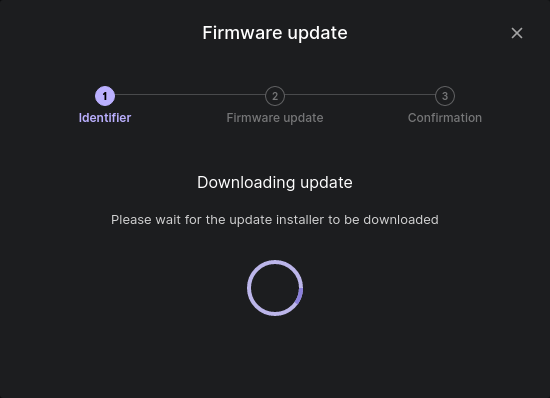 Firmware update
1
2
3
Identifier
Firmware update
Confirmation
Downloading update
Please wait for the update installer to be downloaded